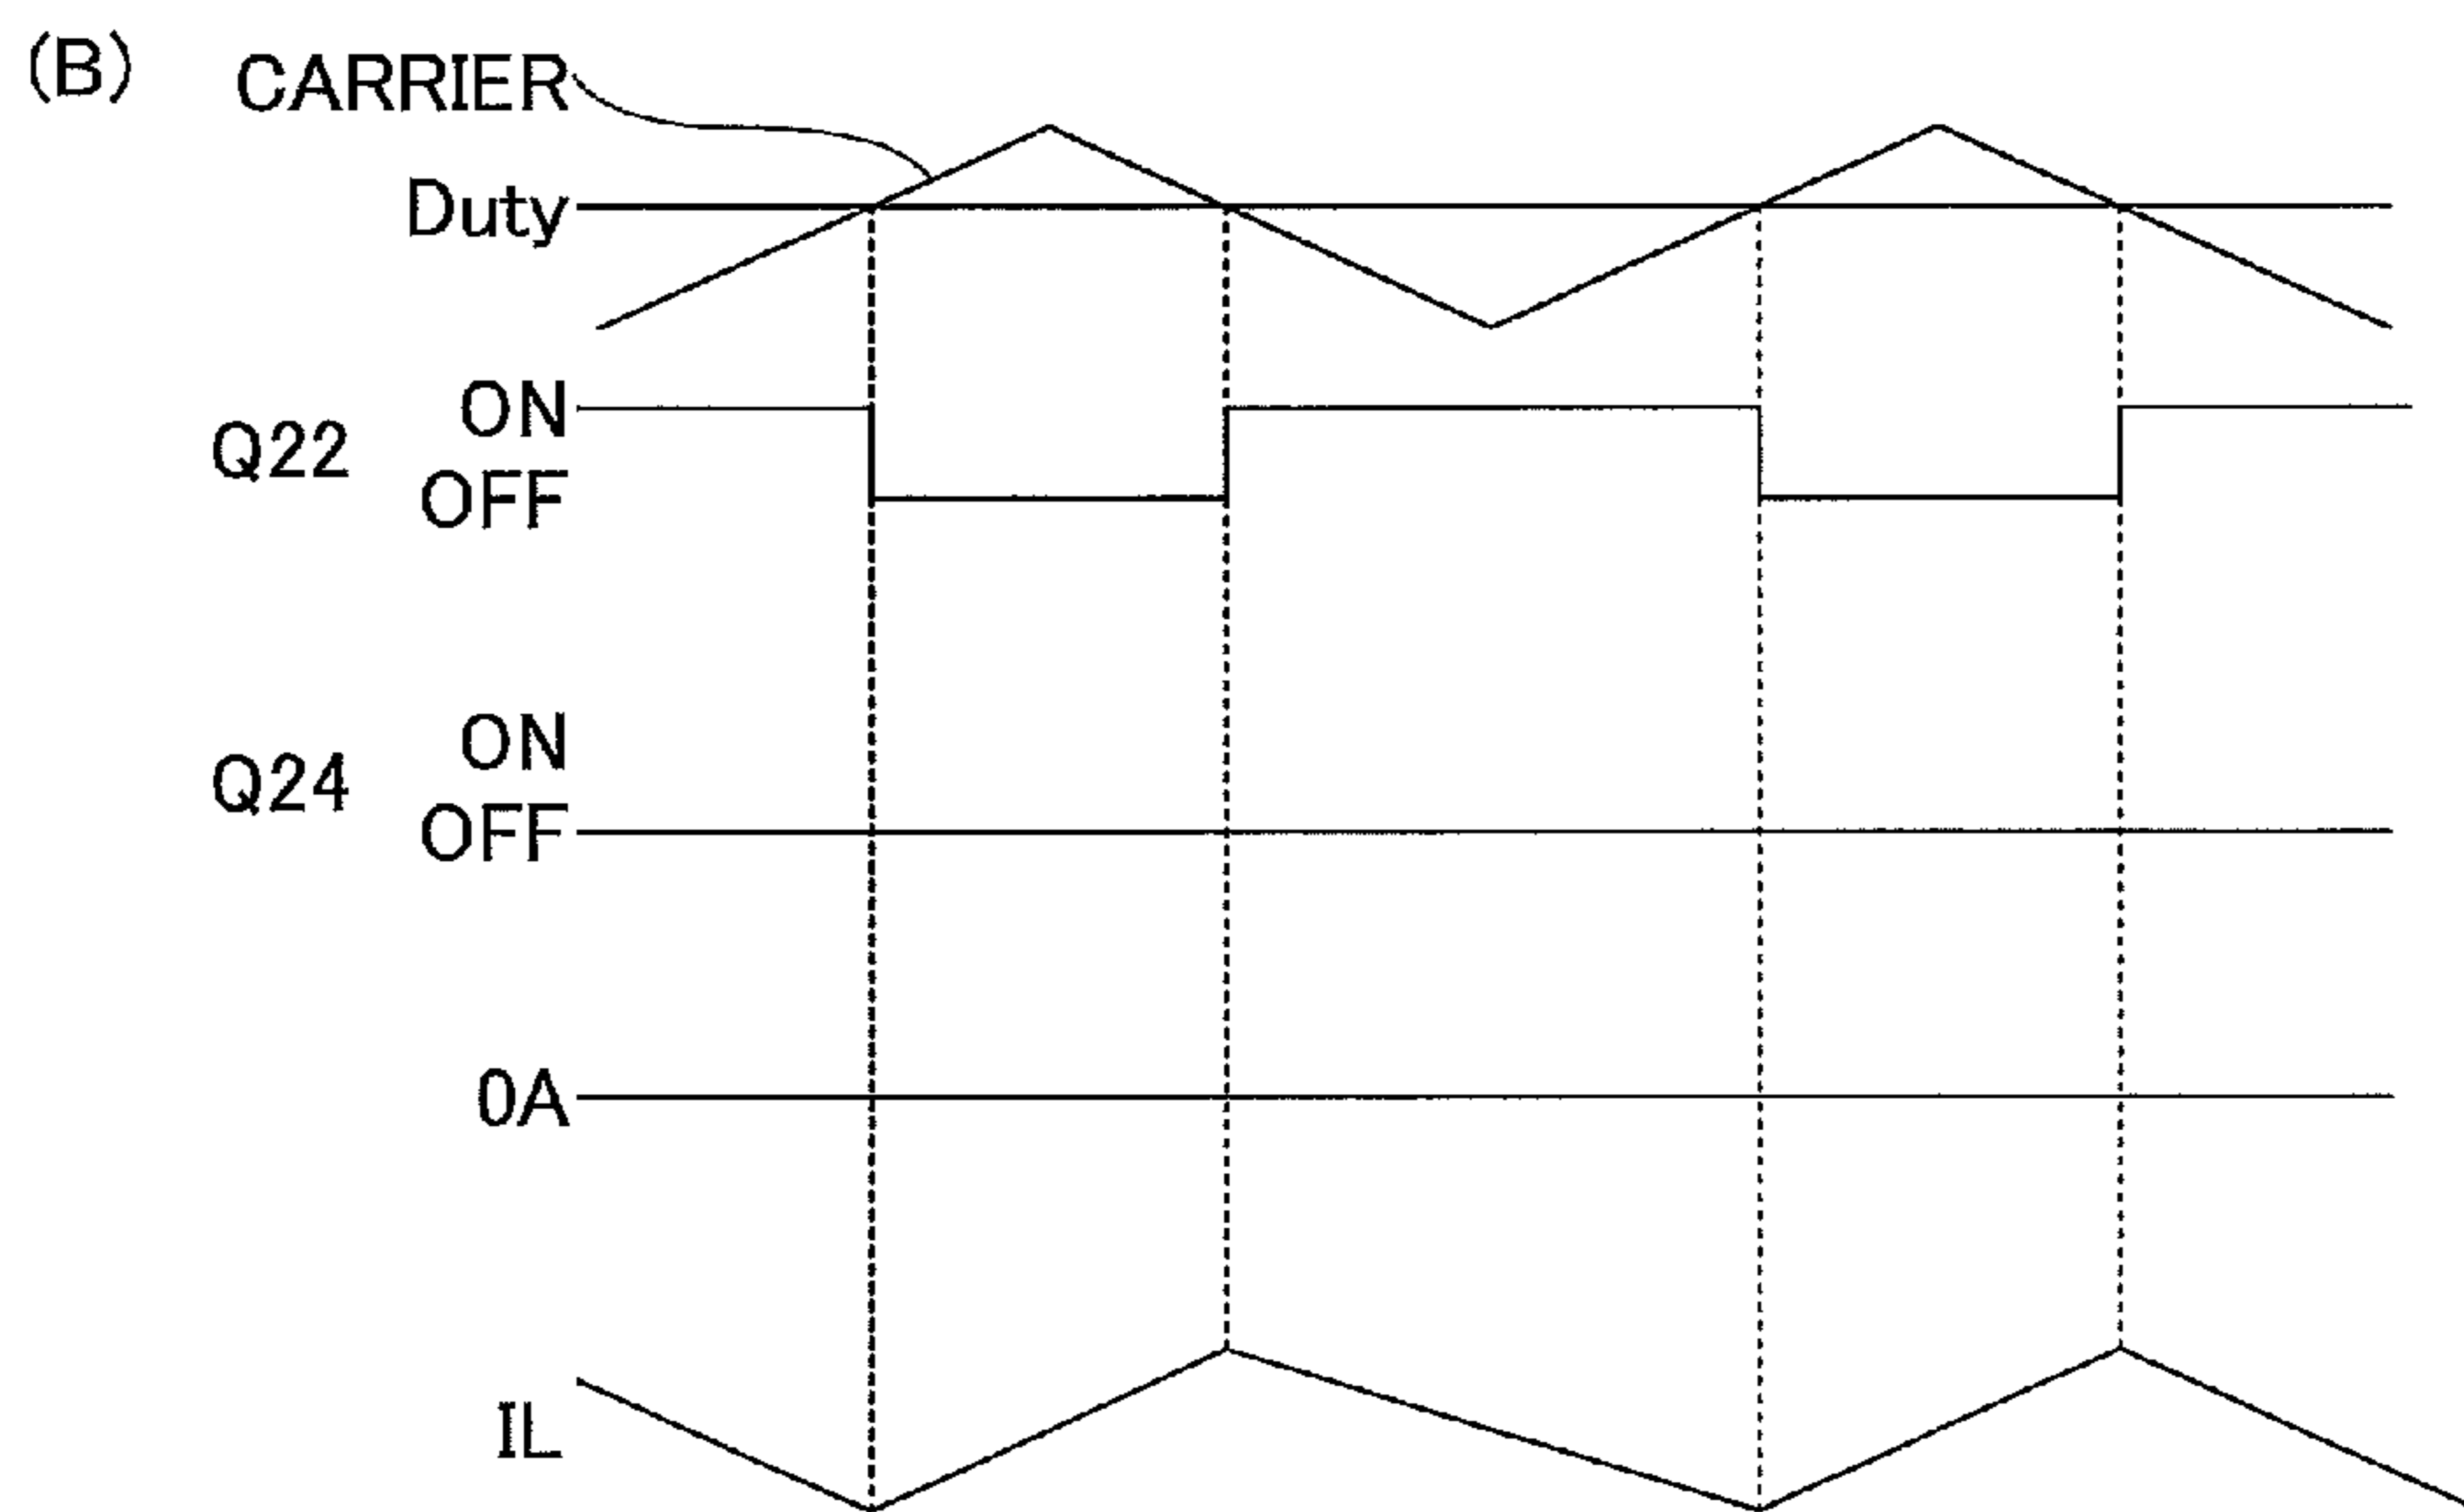 (B)
CARRIER
Duty
Q22
ON
OFF
Q24
ON
OFF
0A
IL